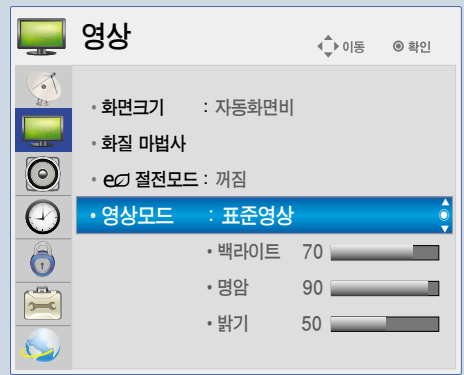 영상
이동 확인
• 화면크기 : 자동화면비
• 화질 마법사
• e 절전모드 : 꺼짐
• 영상모드 : 표준영상
• 백라이트 70
• 명암 90
• 밝기 50